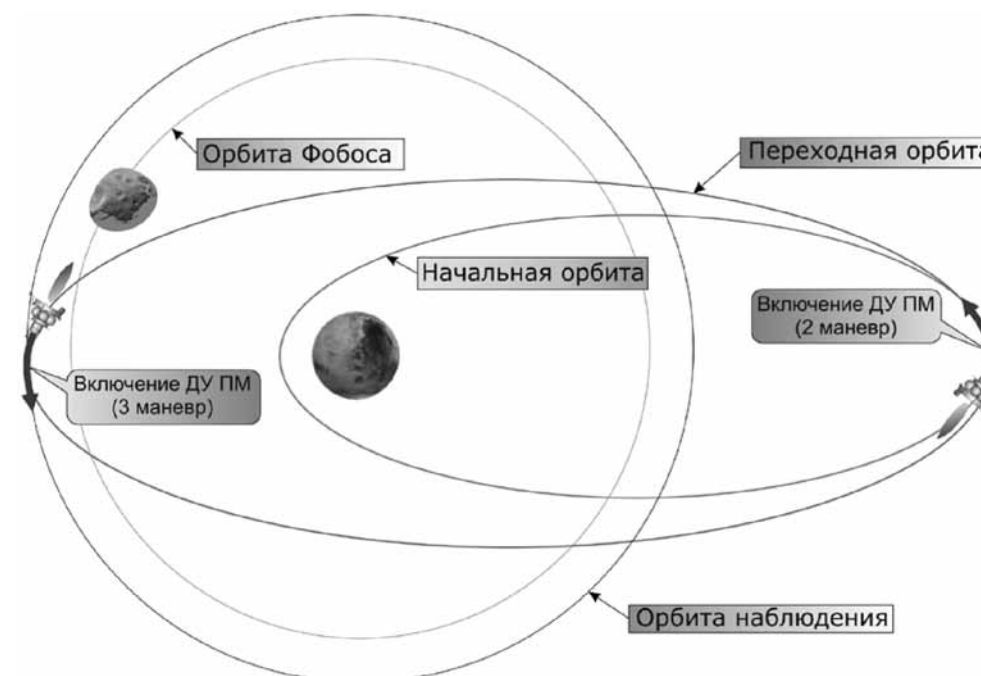 Орбита Фобоса
Переходная орбита
Начальная орбита
Включение ДУ ПМ
(2 маневр)
Включение ДУ ПМ
(3 маневр)
Орбита наблюдения